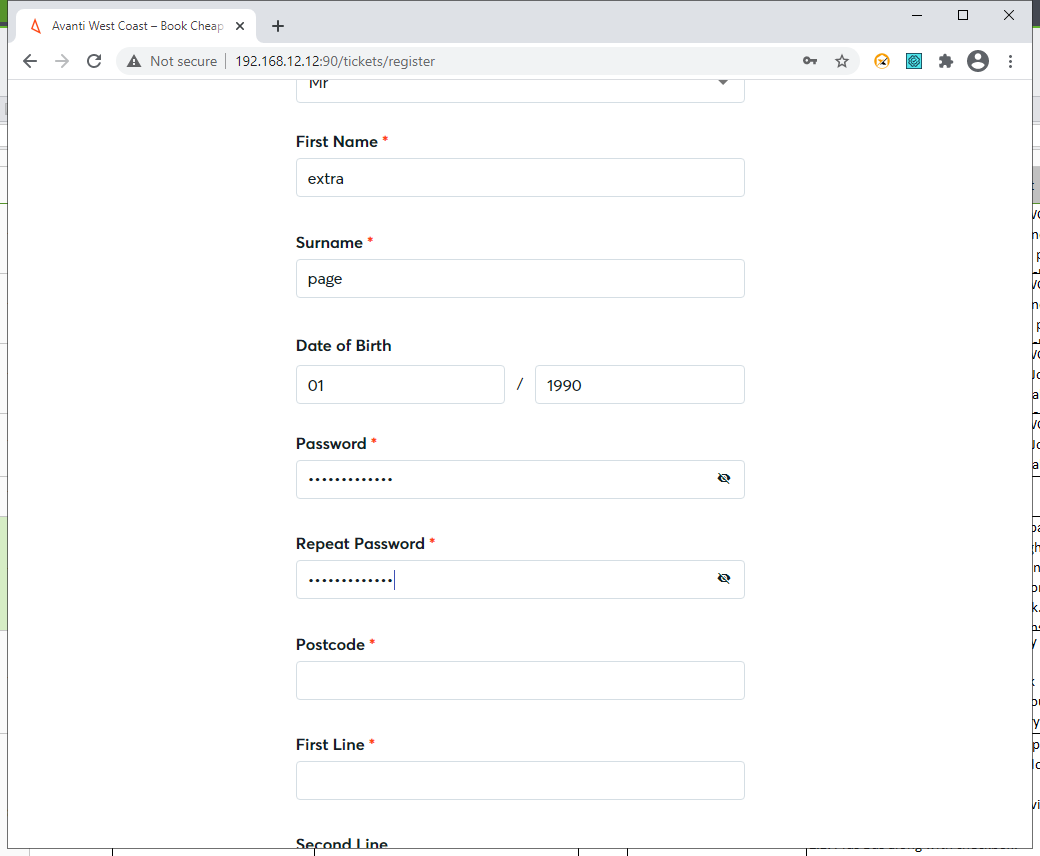 Avanti West Coast – Book Cheap
Not secure
192.168.12.12:90/tickets/register
Mr
First Name *
extra
Surname *
page
Date of Birth
01 / 1990
Password *
•••••••••••••
Repeat Password *
•••••••••••••
Postcode *
First Line *
Second Line